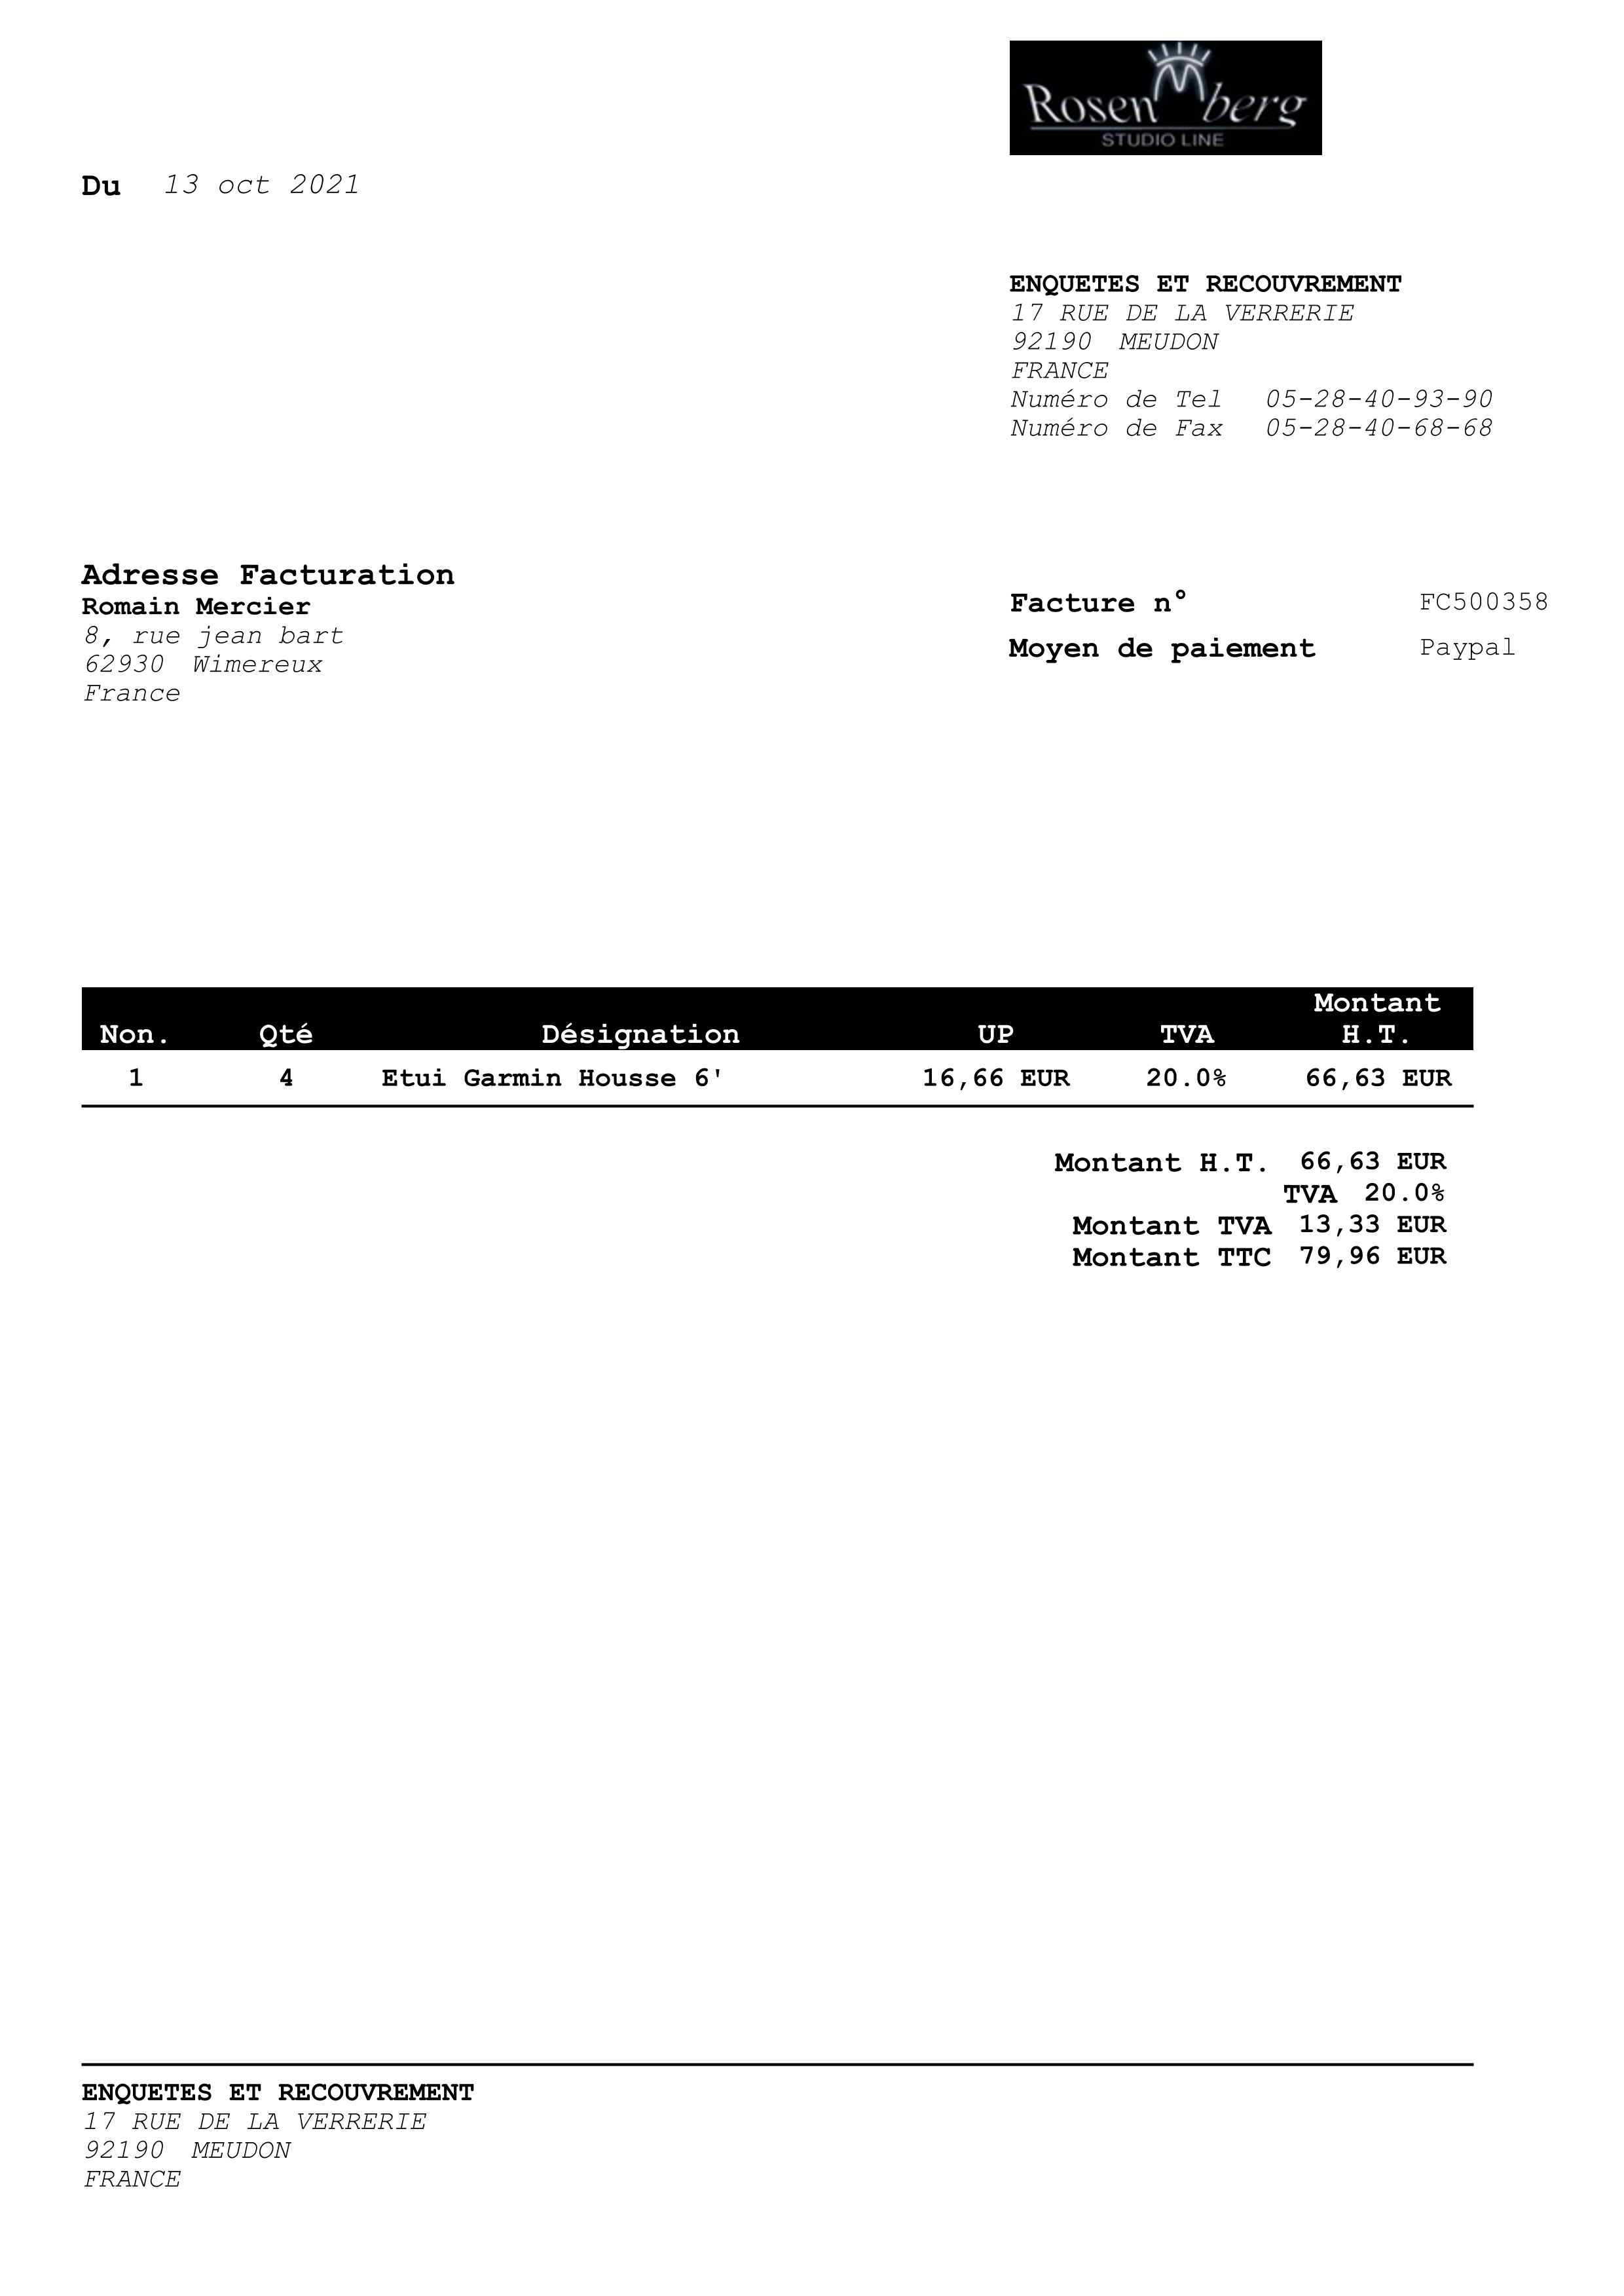 Rosen M berg
STUDIO LINE
Du 13 oct 2021
ENQUETES ET RECOUVREMENT
17 RUE DE LA VERRERIE
92190 MEUDON
FRANCE
Numéro de Tel 05-28-40-93-90
Numéro de Fax 05-28-40-68-68
Adresse Facturation
Romain Mercier
8, rue jean bart
62930 Wimereux
France
Facture n° FC500358
Moyen de paiement Paypal
Non. Qté Désignation UP TVA Montant H.T.
1 4 Etui Garmin Housse 6' 16,66 EUR 20.0% 66,63 EUR
Montant H.T. 66,63 EUR
TVA 20.0%
Montant TVA 13,33 EUR
Montant TTC 79,96 EUR
ENQUETES ET RECOUVREMENT
17 RUE DE LA VERRERIE
92190 MEUDON
FRANCE